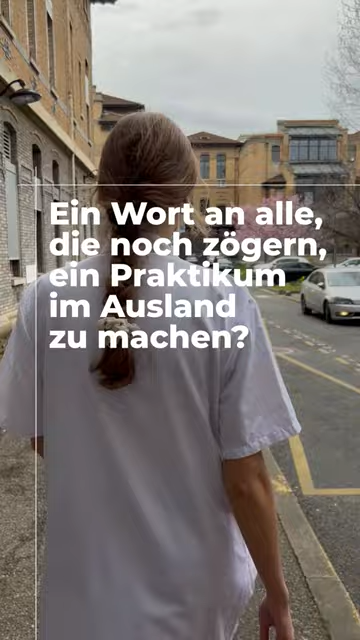 Ein Wort an alle,
die noch zögern,
ein Praktikum
im Ausland
zu machen?